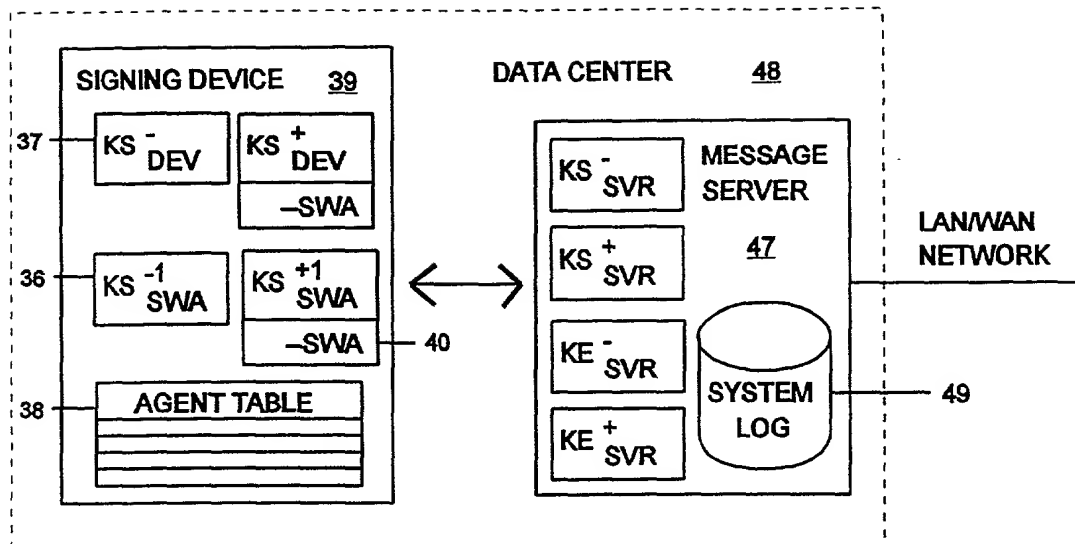 SIGNING DEVICE 39
37
KS - DEV
KS + DEV
–SWA
36
KS -1 SWA
KS +1 SWA
–SWA
40
38
AGENT TABLE
DATA CENTER 48
KS - SVR
KS + SVR
KE - SVR
KE + SVR
MESSAGE
SERVER
47
SYSTEM
LOG
49
LAN/WAN
NETWORK